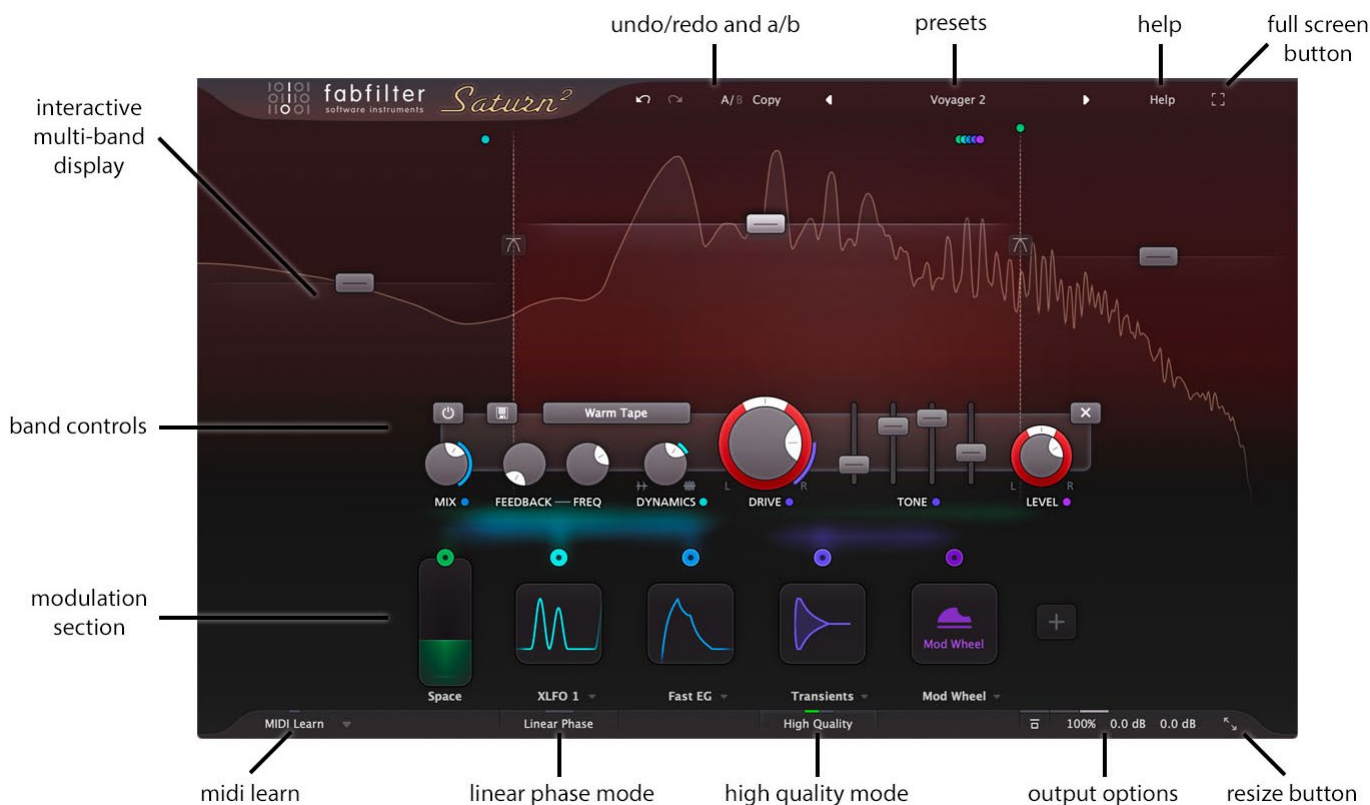 undo/redo and a/b
presets
help
full screen
button
interactive
multi-band
display
fabfilter
software instruments
Saturn 2
A/B Copy
Voyager 2
Help
band controls
Warm Tape
MIX
FEEDBACK
FREQ
DYNAMICS
L
R
DRIVE
TONE
L
R
LEVEL
modulation
section
Mod Wheel
Space
XLFO 1
Fast EG
Transients
Mod Wheel
MIDI Learn
Linear Phase
High Quality
100%
0.0 dB
0.0 dB
midi learn
linear phase mode
high quality mode
output options
resize button